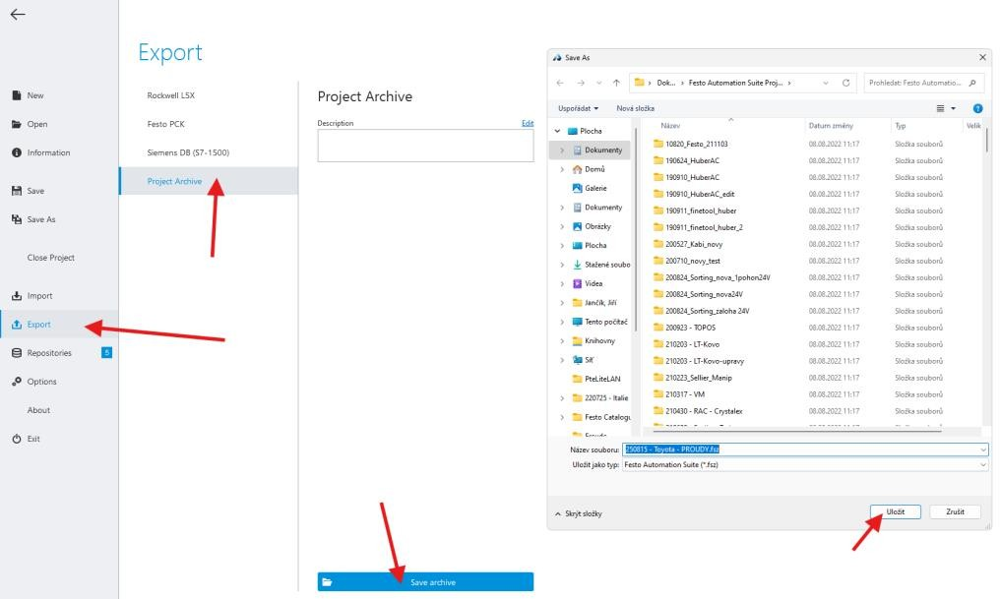 Export
New
Open
Information
Save
Save As
Close Project
Import
Export
Repositories 5
Options
About
Exit
Rockwell L5X
Festo PCK
Siemens DB (S7-1500)
Project Archive
Project Archive
Description Edit
Save archive
Save As
Dok... › Festo Automation Suite Proj... ›
Prohledat: Festo Automatio...
Uspořádat
Nová složka
Plocha
Dokumenty
Domů
Galerie
Dokumenty
Obrázky
Plocha
Stažené soubo
Videa
Jančík, Jiří
Tento počítač
Knihovny
Síť
PteLiteLAN
220725 - Italie
Festo Catalogu
Název Datum změny Typ Velik
10820_Festo_211103 08.08.2022 11:17 Složka souborů
190624_HuberAC 08.08.2022 11:17 Složka souborů
190910_HuberAC 08.08.2022 11:17 Složka souborů
190910_HuberAC_edit 08.08.2022 11:17 Složka souborů
190911_finetool_huber 08.08.2022 11:17 Složka souborů
190911_finetool_huber_2 08.08.2022 11:17 Složka souborů
200527_Kabi_novy 08.08.2022 11:17 Složka souborů
200710_novy_test 08.08.2022 11:17 Složka souborů
200824_Sorting_nova_1pohon24V 08.08.2022 11:17 Složka souborů
200824_Sorting_nova24V 08.08.2022 11:17 Složka souborů
200824_Sorting_zaloha 24V 08.08.2022 11:17 Složka souborů
200923 - TOPOS 08.08.2022 11:17 Složka souborů
210203 - LT-Kovo 08.08.2022 11:17 Složka souborů
210203 - LT-Kovo-upravy 08.08.2022 11:17 Složka souborů
210223_Sellier_Manip 08.08.2022 11:17 Složka souborů
210317 - VM 08.08.2022 11:17 Složka souborů
210430 - RAC - Crystalex 08.08.2022 11:17 Složka souborů
Název souboru: 250815 - Toyota - PROUDY.fsz
Uložit jako typ: Festo Automation Suite (*.fsz)
Skrýt složky
Uložit
Zrušit